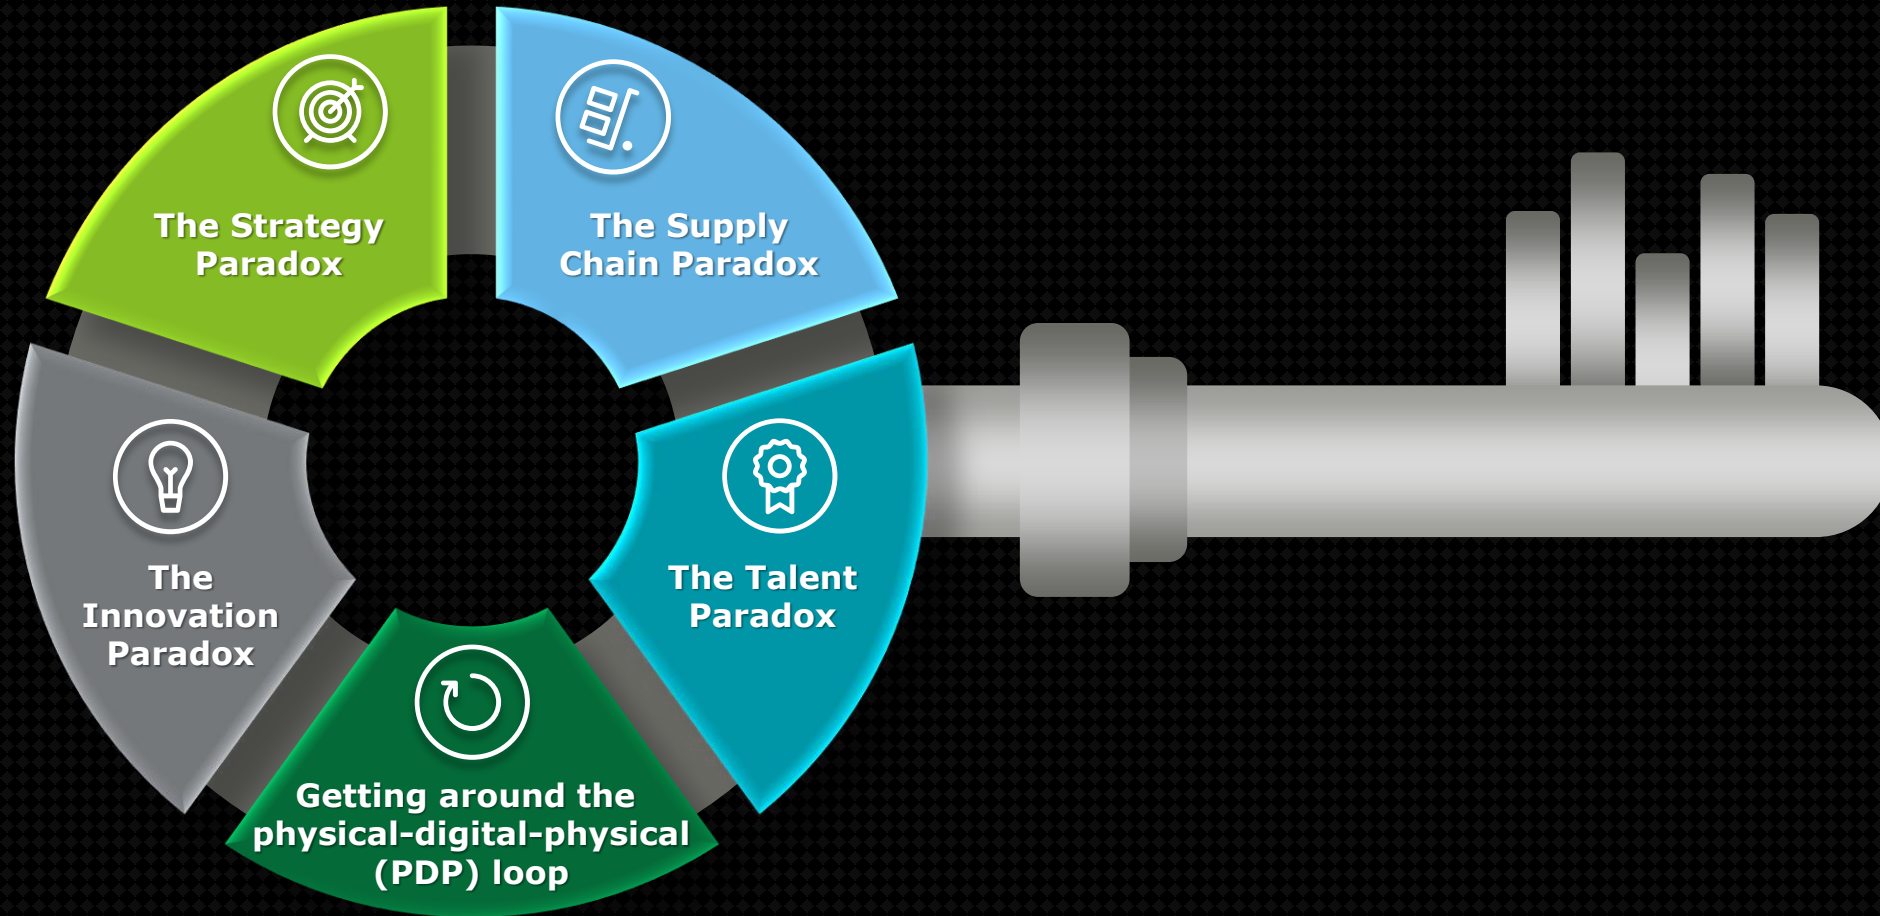 The Strategy
Paradox
The Supply
Chain Paradox
The
Innovation
Paradox
The Talent
Paradox
Getting around the
physical-digital-physical
(PDP) loop